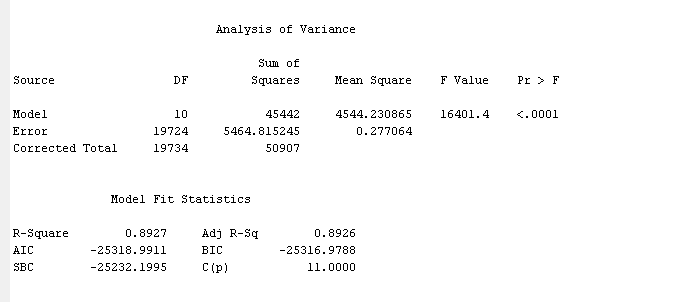 Analysis of Variance
Sum of
Source DF Squares Mean Square F Value Pr > F
Model 10 45442 4544.230865 16401.4 <.0001
Error 19724 5464.815245 0.277064
Corrected Total 19734 50907
Model Fit Statistics
R-Square 0.8927 Adj R-Sq 0.8926
AIC -25318.9911 BIC -25316.9788
SBC -25232.1995 C(p) 11.0000